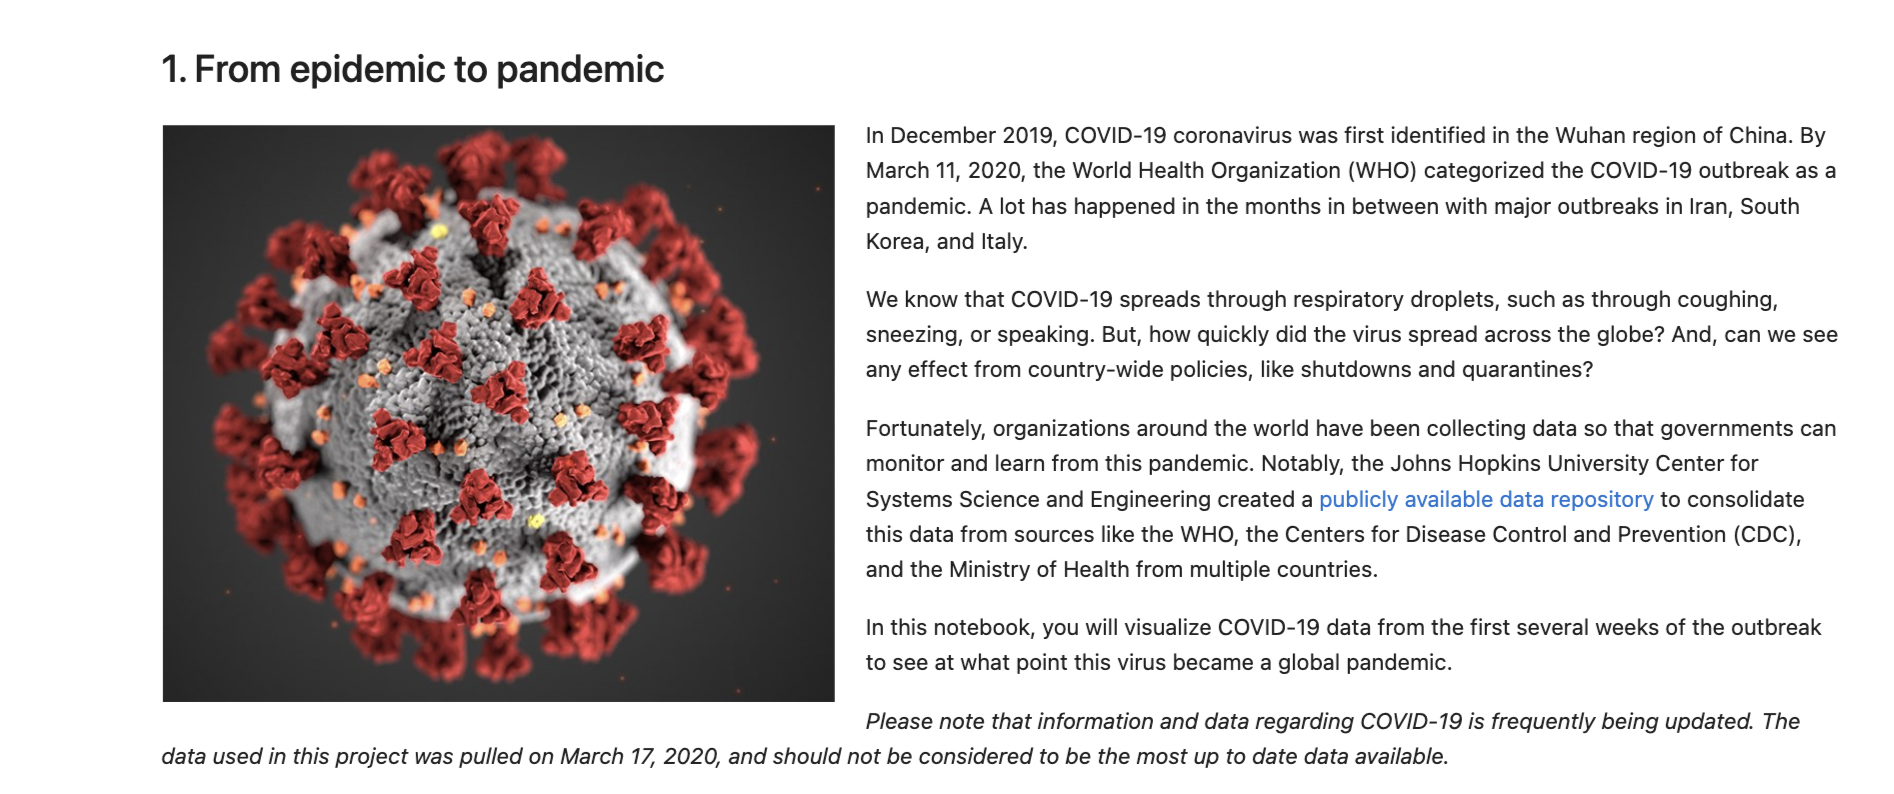 1. From epidemic to pandemic
In December 2019, COVID-19 coronavirus was first identified in the Wuhan region of China. By
March 11, 2020, the World Health Organization (WHO) categorized the COVID-19 outbreak as a
pandemic. A lot has happened in the months in between with major outbreaks in Iran, South
Korea, and Italy.
We know that COVID-19 spreads through respiratory droplets, such as through coughing,
sneezing, or speaking. But, how quickly did the virus spread across the globe? And, can we see
any effect from country-wide policies, like shutdowns and quarantines?
Fortunately, organizations around the world have been collecting data so that governments can
monitor and learn from this pandemic. Notably, the Johns Hopkins University Center for
Systems Science and Engineering created a publicly available data repository to consolidate
this data from sources like the WHO, the Centers for Disease Control and Prevention (CDC),
and the Ministry of Health from multiple countries.
In this notebook, you will visualize COVID-19 data from the first several weeks of the outbreak
to see at what point this virus became a global pandemic.
Please note that information and data regarding COVID-19 is frequently being updated. The
data used in this project was pulled on March 17, 2020, and should not be considered to be the most up to date data available.